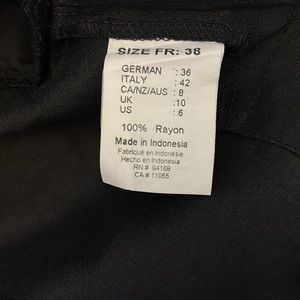 SIZE FR: 38
GERMAN : 36
ITALY : 42
CA/NZ/AUS : 8
UK : 10
US : 6
100% Rayon
Made in Indonesia
Fabriqué en Indonésie
Hecho en Indonesia
RN# 94168
CA # 11055